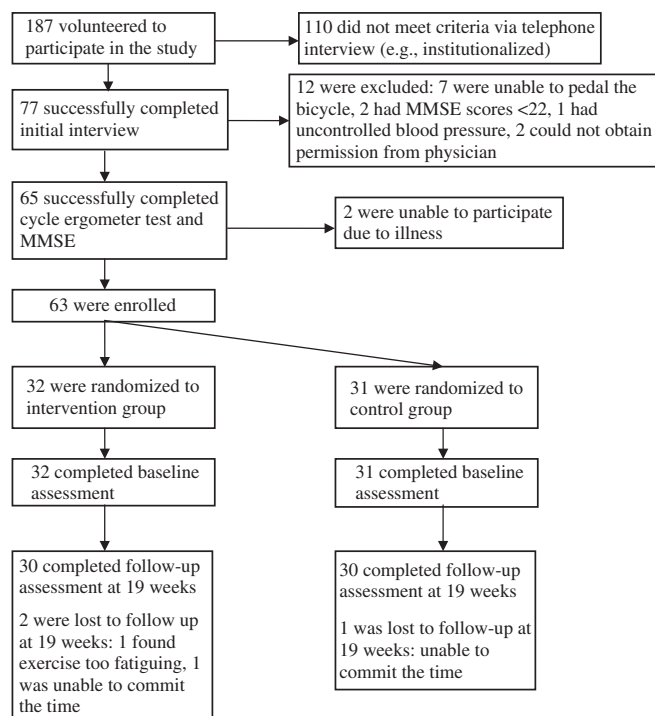 187 volunteered to
participate in the study
110 did not meet criteria via telephone
interview (e.g., institutionalized)
77 successfully completed
initial interview
12 were excluded: 7 were unable to pedal the
bicycle, 2 had MMSE scores <22, 1 had
uncontrolled blood pressure, 2 could not obtain
permission from physician
65 successfully completed
cycle ergometer test and
MMSE
2 were unable to participate
due to illness
63 were enrolled
32 were randomized to
intervention group
31 were randomized to
control group
32 completed baseline
assessment
31 completed baseline
assessment
30 completed follow-up
assessment at 19 weeks
2 were lost to follow up
at 19 weeks: 1 found
exercise too fatiguing, 1
was unable to commit
the time
30 completed follow-up
assessment at 19 weeks
1 was lost to follow-up at
19 weeks: unable to
commit the time